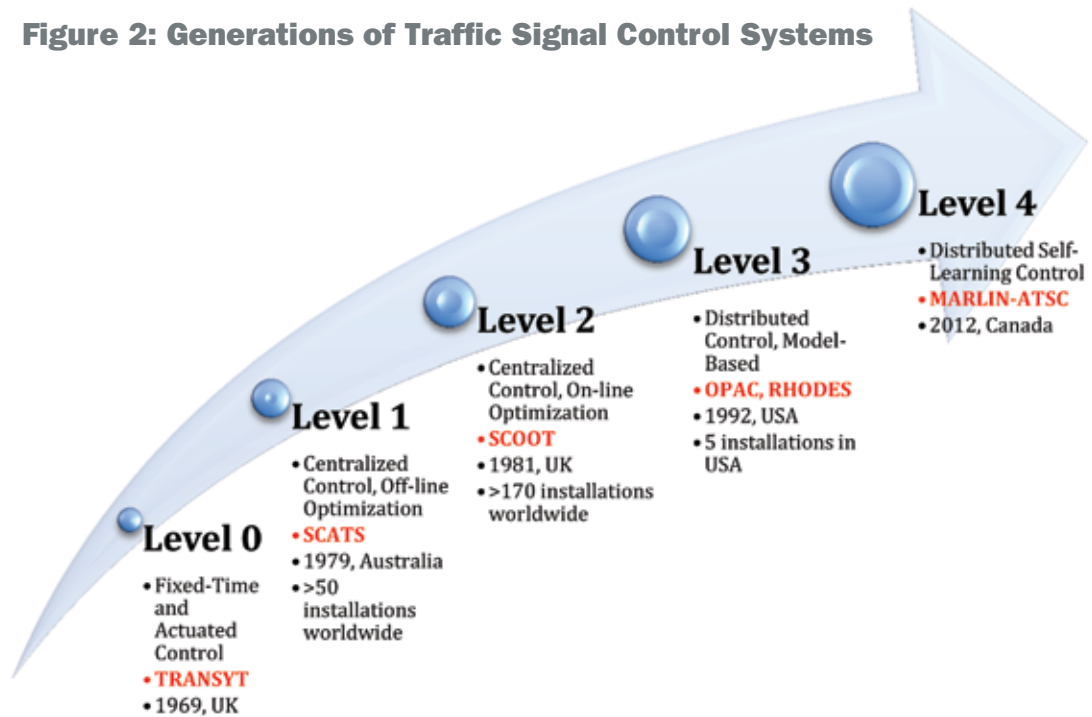 Figure 2: Generations of Traffic Signal Control Systems
Level 0
•Fixed-Time
and
Actuated
Control
•TRANSYT
•1969, UK
Level 1
•Centralized
Control, Off-line
Optimization
•SCATS
•1979, Australia
•>50
installations
worldwide
Level 2
•Centralized
Control, On-line
Optimization
•SCOOT
•1981, UK
•>170 installations
worldwide
Level 3
•Distributed
Control, Model-
Based
•OPAC, RHODES
•1992, USA
•5 installations in
USA
Level 4
•Distributed Self-
Learning Control
•MARLIN-ATSC
•2012, Canada